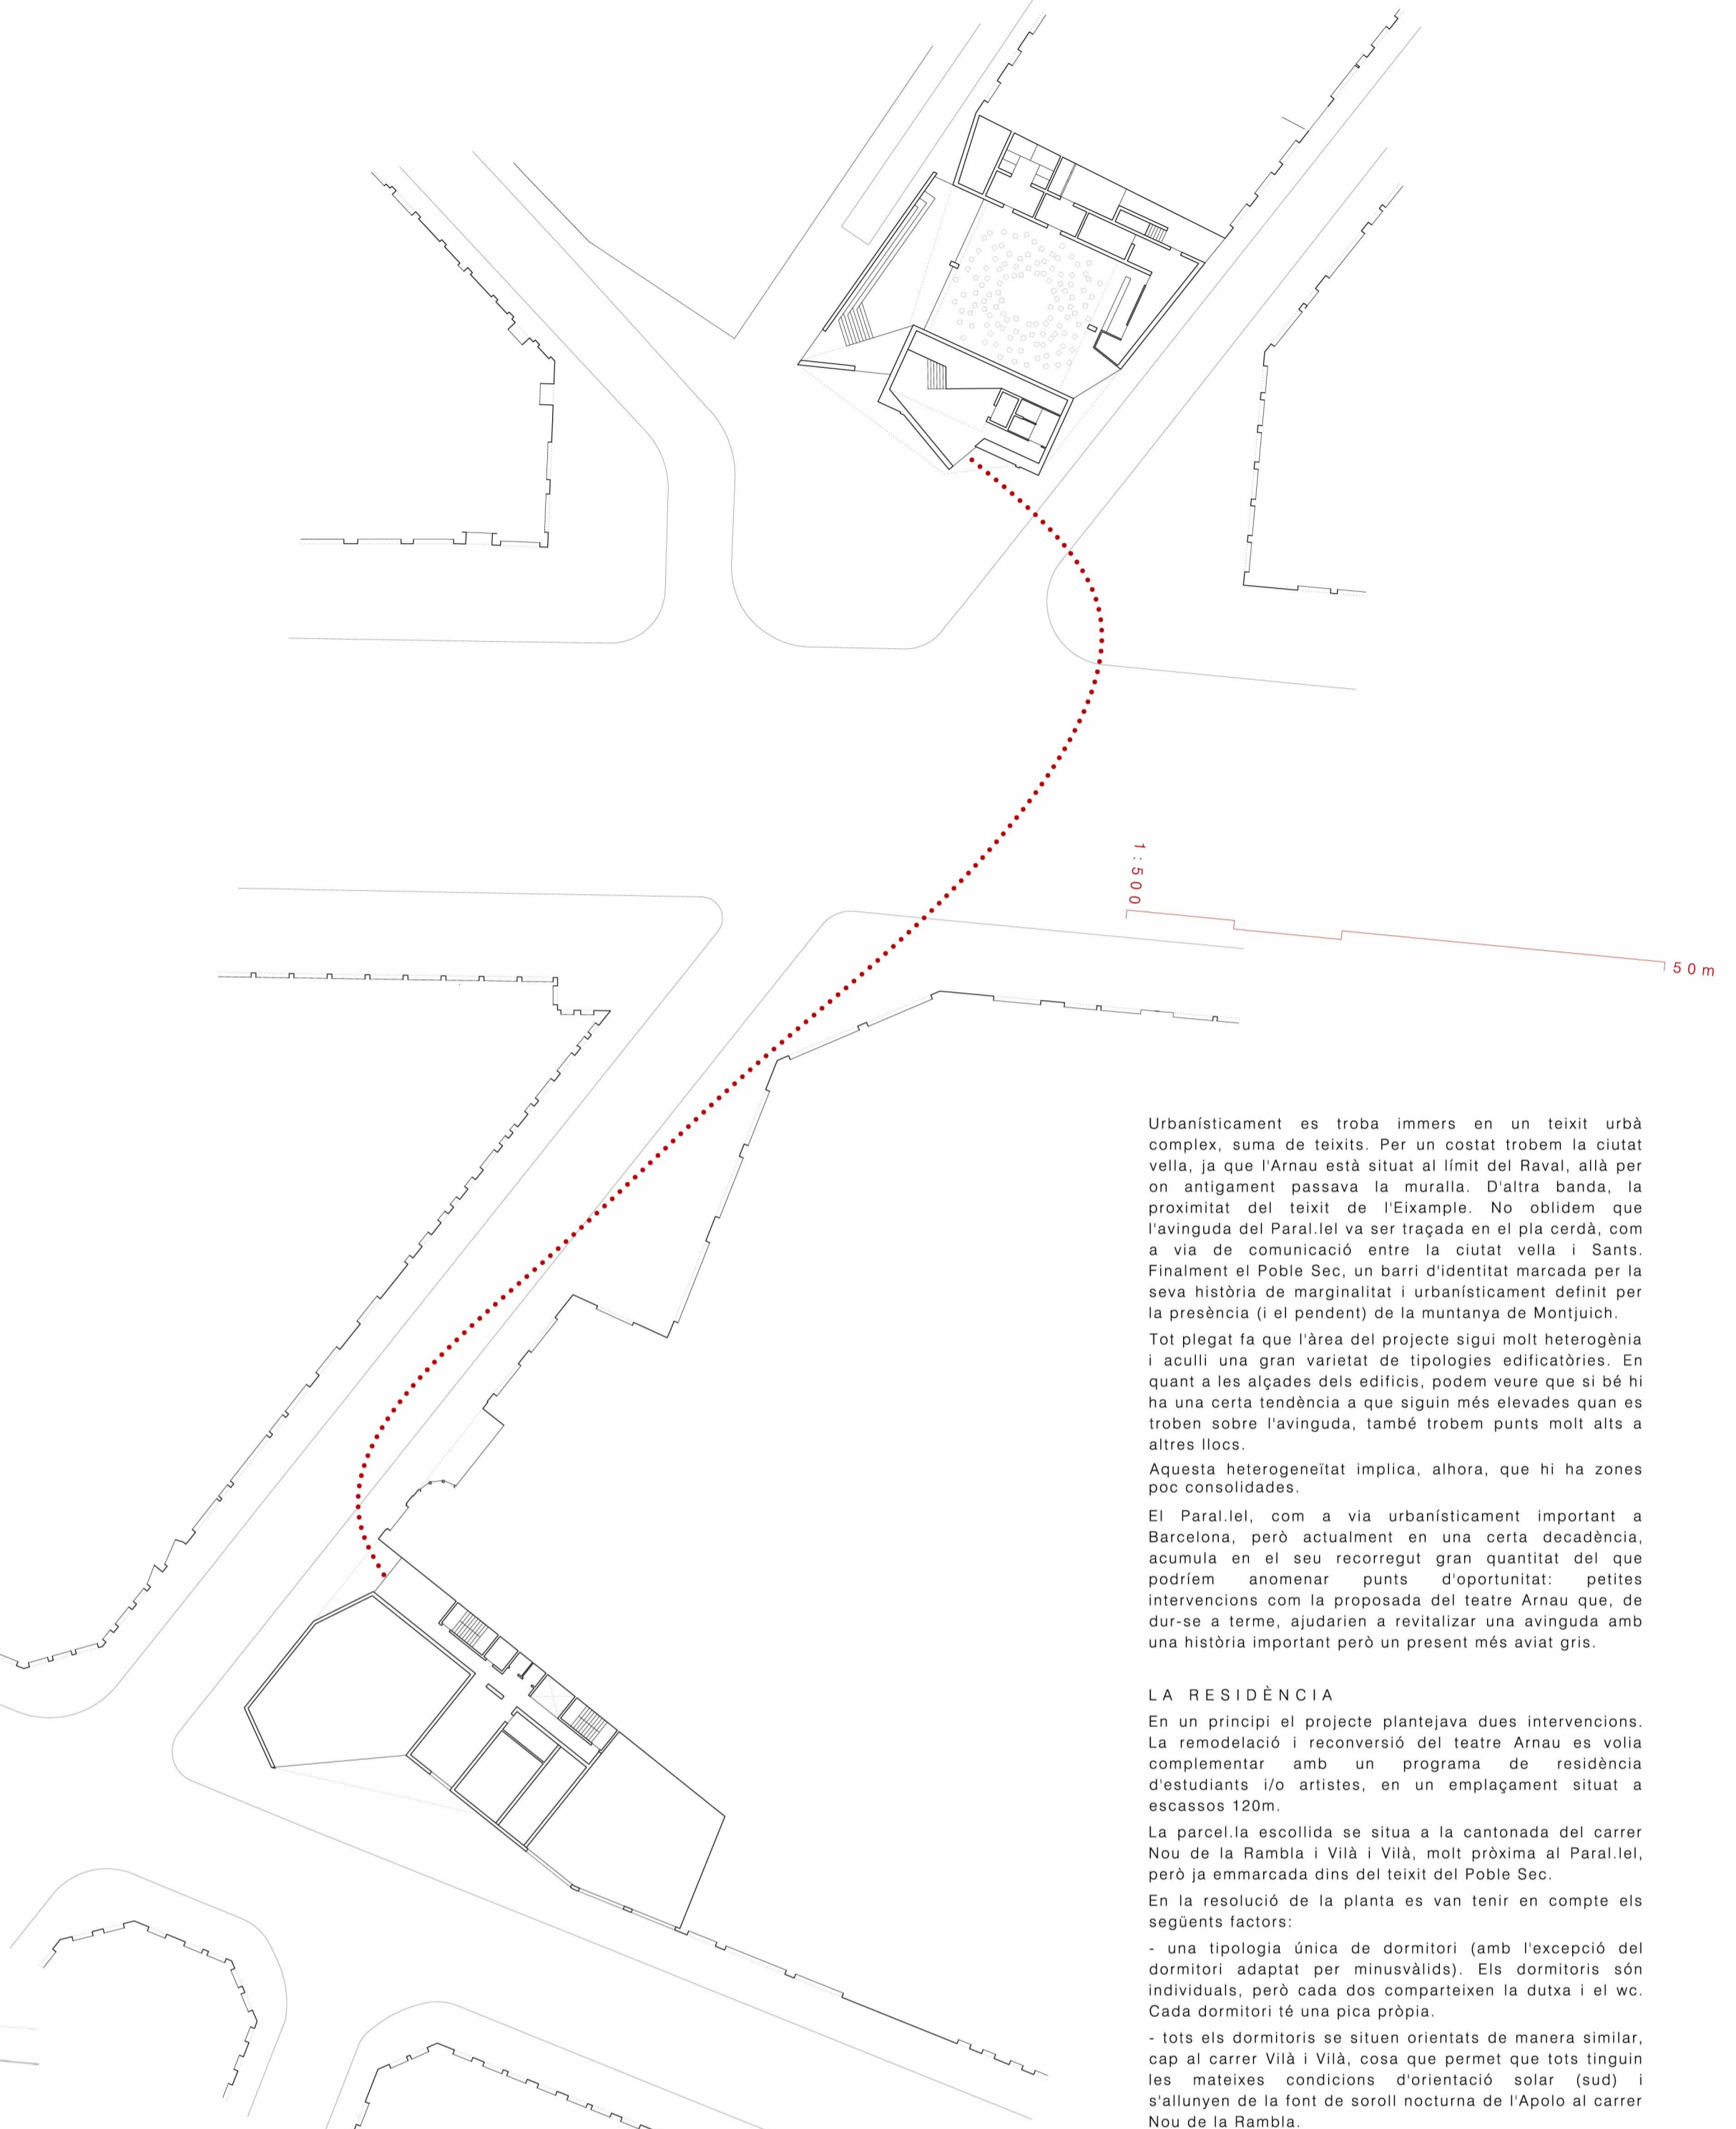 1:500
50m
Urbanísticament es troba immers en un teixit urbà
complex, suma de teixits. Per un costat trobem la ciutat
vella, ja que l'Arnau està situat al límit del Raval, allà per
on antigament passava la muralla. D'altra banda, la
proximitat del teixit de l'Eixample. No oblidem que
l'avinguda del Paral.lel va ser traçada en el pla cerdà, com
a via de comunicació entre la ciutat vella i Sants.
Finalment el Poble Sec, un barri d'identitat marcada per la
seva història de marginalitat i urbanísticament definit per
la presència (i el pendent) de la muntanya de Montjuich.
Tot plegat fa que l'àrea del projecte sigui molt heterogènia
i aculli una gran varietat de tipologies edificatòries. En
quant a les alçades dels edificis, podem veure que si bé hi
ha una certa tendència a que siguin més elevades quan es
troben sobre l'avinguda, també trobem punts molt alts a
altres llocs.
Aquesta heterogeneïtat implica, alhora, que hi ha zones
poc consolidades.
El Paral.lel, com a via urbanísticament important a
Barcelona, però actualment en una certa decadència,
acumula en el seu recorregut gran quantitat del que
podríem anomenar punts d'oportunitat: petites
intervencions com la proposada del teatre Arnau que, de
dur-se a terme, ajudarien a revitalizar una avinguda amb
una història important però un present més aviat gris.
LA RESIDÈNCIA
En un principi el projecte plantejava dues intervencions.
La remodelació i reconversió del teatre Arnau es volia
complementar amb un programa de residència
d'estudiants i/o artistes, en un emplaçament situat a
escassos 120m.
La parcel.la escollida se situa a la cantonada del carrer
Nou de la Rambla i Vilà i Vilà, molt pròxima al Paral.lel,
però ja emmarcada dins del teixit del Poble Sec.
En la resolució de la planta es van tenir en compte els
següents factors:
- una tipologia única de dormitori (amb l'excepció del
dormitori adaptat per minusvàlids). Els dormitoris són
individuals, però cada dos comparteixen la dutxa i el wc.
Cada dormitori té una pica pròpia.
- tots els dormitoris se situen orientats de manera similar,
cap al carrer Vilà i Vilà, cosa que permet que tots tinguin
les mateixes condicions d'orientació solar (sud) i
s'allunyen de la font de soroll nocturna de l'Apolo al carrer
Nou de la Rambla.